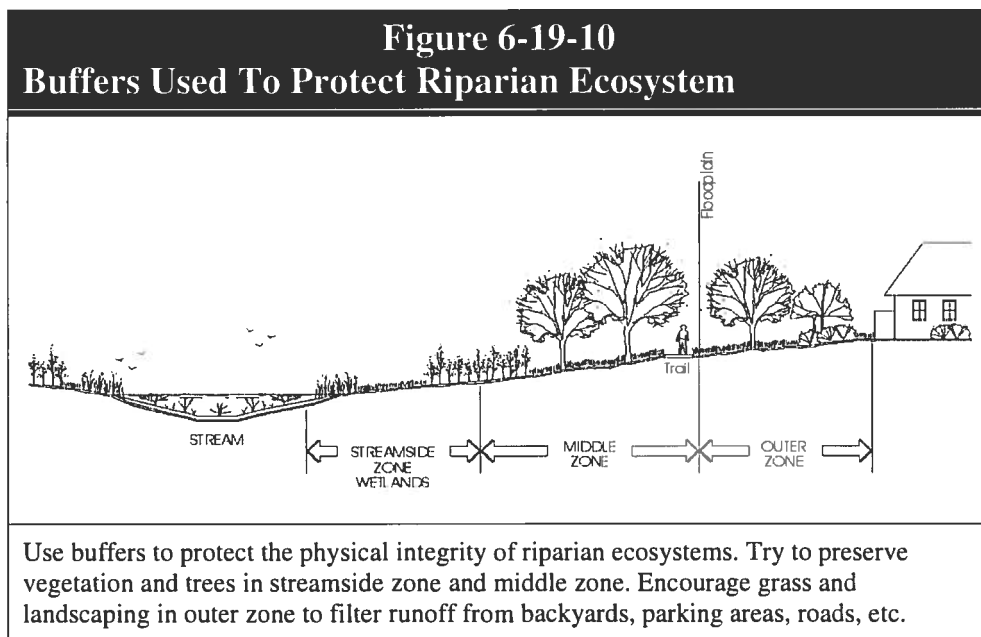 Figure 6-19-10
Buffers Used To Protect Riparian Ecosystem
Floodplain
Trail
STREAM
STREAMSIDE
ZONE
WETLANDS
MIDDLE
ZONE
OUTER
ZONE
Use buffers to protect the physical integrity of riparian ecosystems. Try to preserve
vegetation and trees in streamside zone and middle zone. Encourage grass and
landscaping in outer zone to filter runoff from backyards, parking areas, roads, etc.